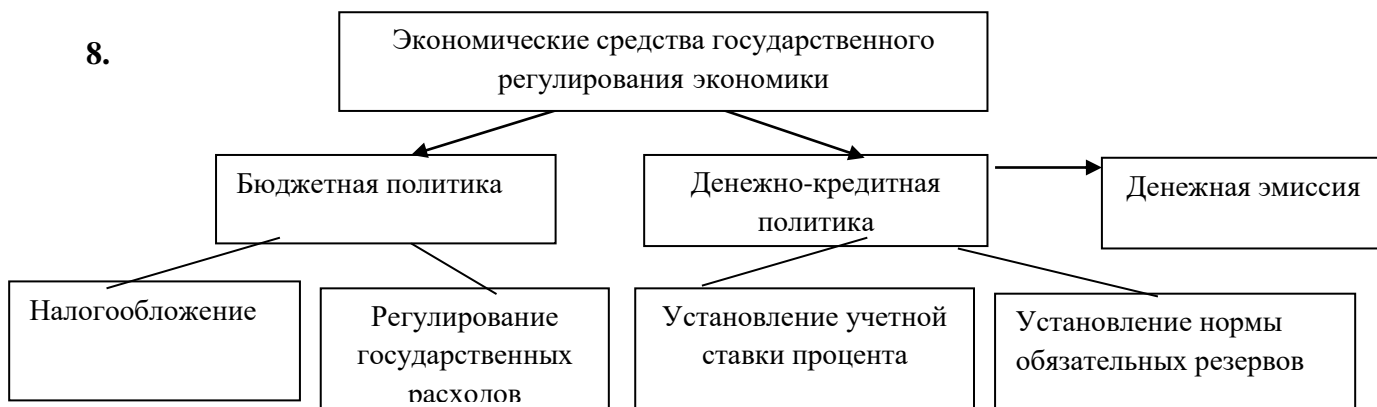 8.
Экономические средства государственного
регулирования экономики
Бюджетная политика
Денежно-кредитная
политика
Денежная эмиссия
Налогообложение
Регулирование
государственных
расходов
Установление учетной
ставки процента
Установление нормы
обязательных резервов